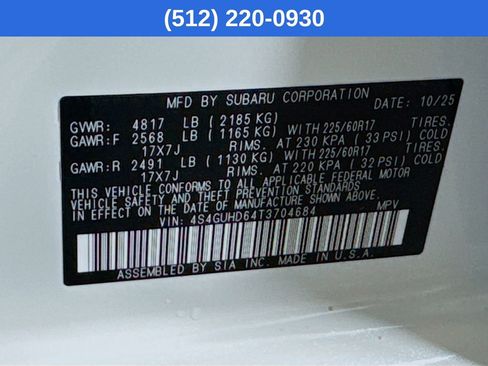 (512) 220-0930
MFD BY SUBARU CORPORATION DATE: 10/25
GVWR: 4817 LB ( 2185 KG)
GAWR:F 2568 LB ( 1165 KG) WITH 225/60R17 TIRES.
17X7J RIMS. AT 230 KPA ( 33 PSI) COLD
GAWR:R 2491 LB ( 1130 KG) WITH 225/60R17 TIRES.
17X7J RIMS. AT 220 KPA ( 32 PSI) COLD
THIS VEHICLE CONFORMS TO ALL APPLICABLE FEDERAL MOTOR
VEHICLE SAFETY AND THEFT PREVENTION STANDARDS
IN EFFECT ON THE DATE OF MANUFACTURE SHOWN ABOVE.
VIN: 4S4GUHD64T3704684 MPV
ASSEMBLED BY SIA INC. MADE IN U.S.A.